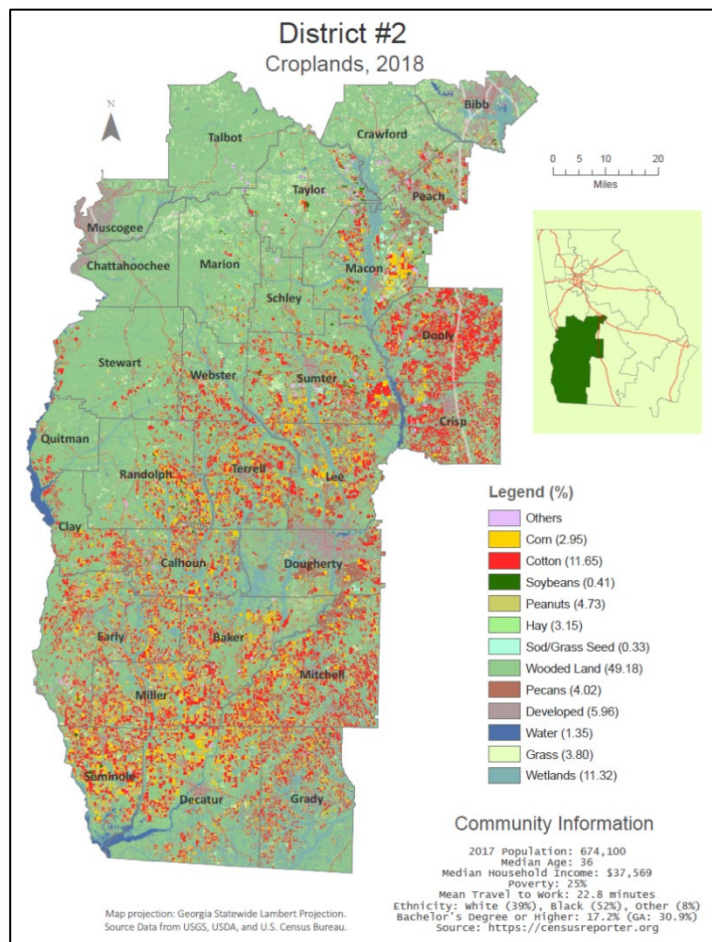 District #2
Croplands, 2018
N
Talbot
Crawford
Bibb
Taylor
Peach
Muscogee
Chattahoochee
Marion
Macon
Schley
Dooly
Stewart
Webster
Sumter
Crisp
Quitman
Randolph
Terrell
Lee
Clay
Calhoun
Dougherty
Early
Baker
Mitchell
Miller
Seminole
Decatur
Grady
0 5 10 20
Miles
Legend (%)
Others
Corn (2.95)
Cotton (11.65)
Soybeans (0.41)
Peanuts (4.73)
Hay (3.15)
Sod/Grass Seed (0.33)
Wooded Land (49.18)
Pecans (4.02)
Developed (5.96)
Water (1.35)
Grass (3.80)
Wetlands (11.32)
Community Information
2017 Population: 674,100
Median Age: 36
Median Household Income: $37,569
Poverty: 25%
Mean Travel to Work: 22.8 minutes
Ethnicity: White (39%), Black (52%), Other (8%)
Bachelor's Degree or Higher: 17.2% (GA: 30.9%)
Source: https://censusreporter.org
Map projection: Georgia Statewide Lambert Projection.
Source Data from USGS, USDA, and U.S. Census Bureau.